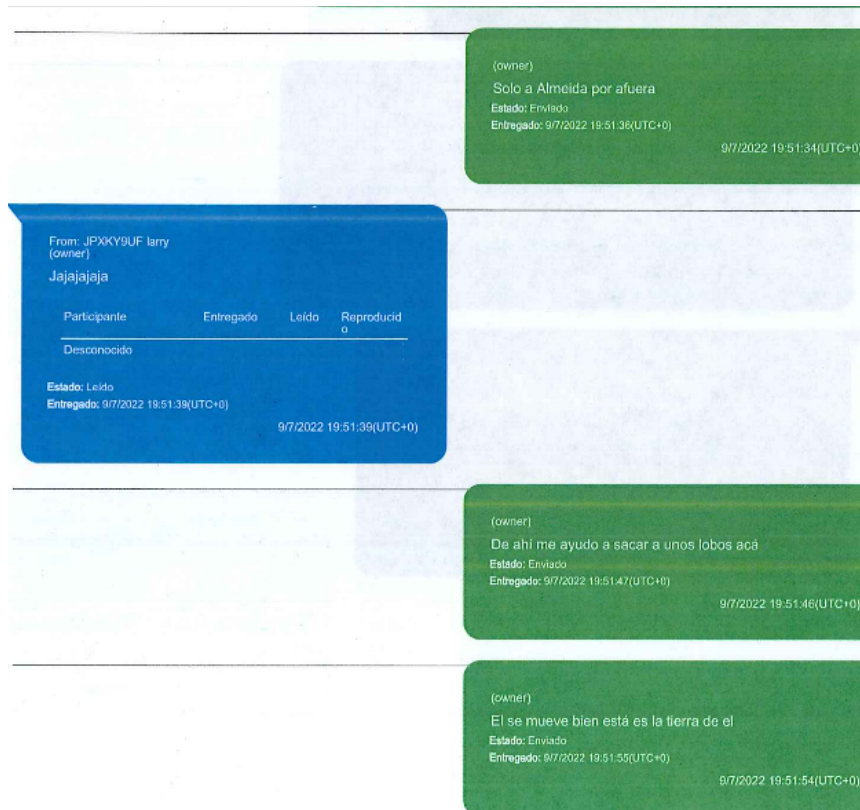 (owner)
Solo a Almeida por afuera
Estado: Enviado
Entregado: 9/7/2022 19:51:36(UTC+0)
9/7/2022 19:51:34(UTC+0)
From: JPXKY9UF larry
(owner)
Jajajajaja
Participante Entregado Leído Reproducid
o
Desconocido
Estado: Leído
Entregado: 9/7/2022 19:51:39(UTC+0)
9/7/2022 19:51:39(UTC+0)
(owner)
De ahí me ayudo a sacar a unos lobos acá
Estado: Enviado
Entregado: 9/7/2022 19:51:47(UTC+0)
9/7/2022 19:51:46(UTC+0)
(owner)
El se mueve bien está es la tierra de el
Estado: Enviado
Entregado: 9/7/2022 19:51:55(UTC+0)
9/7/2022 19:51:54(UTC+0)